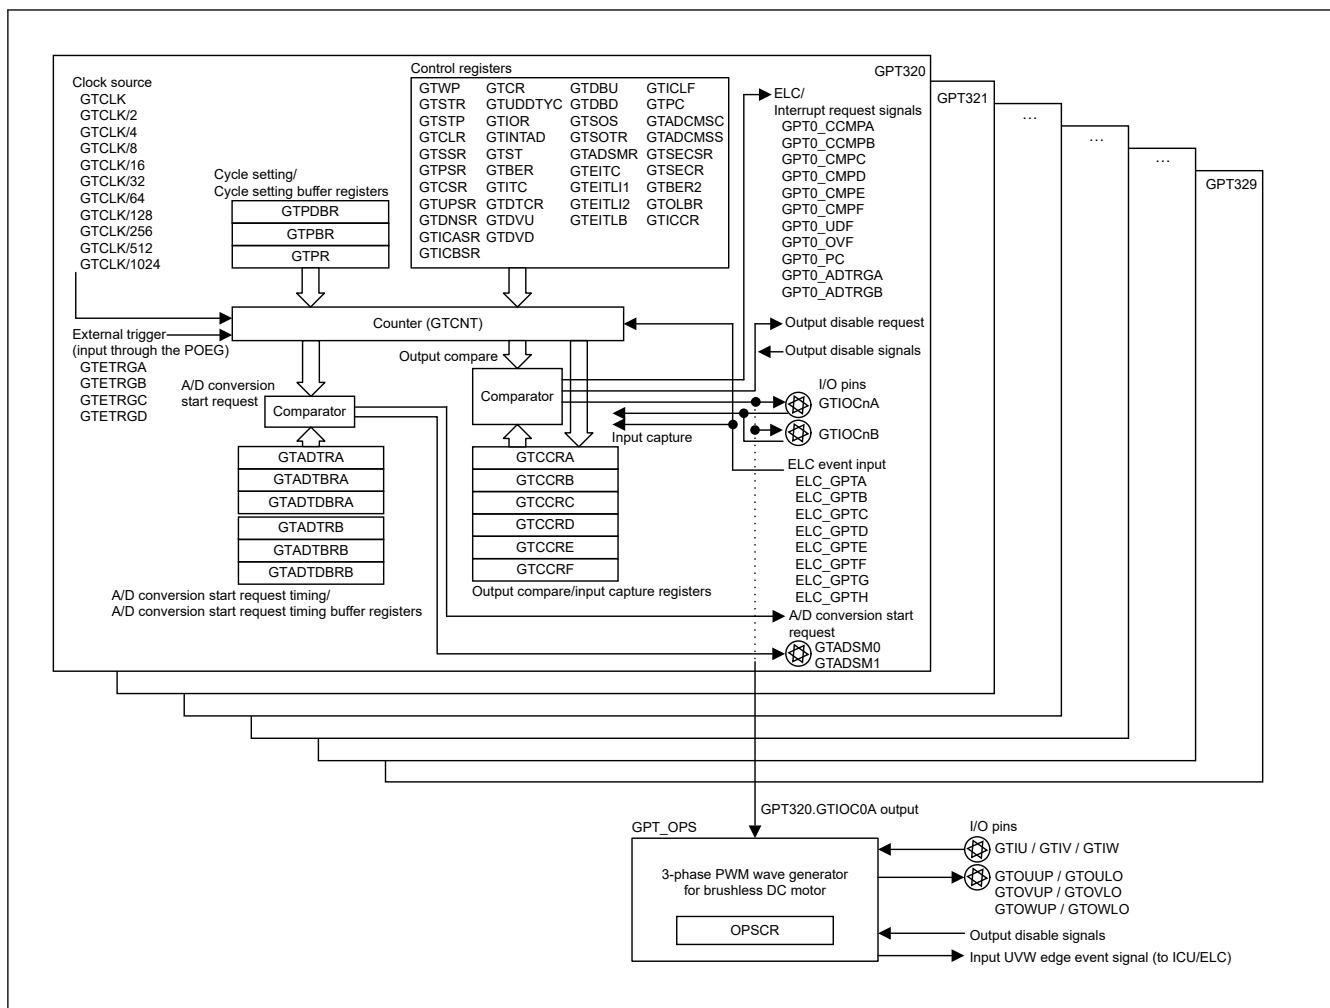 GPT320
GPT321
...
...
...
GPT329
Clock source
GTCLK
GTCLK/2
GTCLK/4
GTCLK/8
GTCLK/16
GTCLK/32
GTCLK/64
GTCLK/128
GTCLK/256
GTCLK/512
GTCLK/1024
Cycle setting/
Cycle setting buffer registers
GTPDBR
GTPBR
GTPR
Control registers
GTWP GTCR GTDBU GTICLF
GTSTR GTUDDTYC GTDBD GTPC
GTSTP GTIOR GTSOS GTADCMSC
GTCLR GTINTAD GTSOTR GTADCMSS
GTSSR GTST GTADSMR GTSECSR
GTPSR GTBER GTEITC GTSECR
GTCSR GTITC GTEITLI1 GTBER2
GTUPSR GTDTCR GTEITLI2 GTOLBR
GTDNSR GTDVU GTEITLB GTICCR
GTICASR GTDVD
GTICBSR
ELC/
Interrupt request signals
GPT0_CCMPA
GPT0_CCMPB
GPT0_CMPC
GPT0_CMPD
GPT0_CMPE
GPT0_CMPF
GPT0_UDF
GPT0_OVF
GPT0_PC
GPT0_ADTRGA
GPT0_ADTRGB
Counter (GTCNT)
External trigger
(input through the POEG)
GTETRGA
GTETRGB
GTETRGC
GTETRGD
Output disable request
Output disable signals
Output compare
A/D conversion
start request
Comparator
Comparator
I/O pins
GTIOCnA
GTIOCnB
Input capture
GTADTRA
GTADTBRA
GTADTDBRA
GTADTRB
GTADTBRB
GTADTDBRB
A/D conversion start request timing/
A/D conversion start request timing buffer registers
GTCCRA
GTCCRB
GTCCRC
GTCCRD
GTCCRE
GTCCRF
Output compare/input capture registers
ELC event input
ELC_GPTA
ELC_GPTB
ELC_GPTC
ELC_GPTD
ELC_GPTE
ELC_GPTF
ELC_GPTG
ELC_GPTH
A/D conversion start
request
GTADSM0
GTADSM1
GPT320.GTIOC0A output
GPT_OPS
3-phase PWM wave generator
for brushless DC motor
OPSCR
I/O pins
GTIU / GTIV / GTIW
GTOUUP / GTOULO
GTOVUP / GTOVLO
GTOWUP / GTOWLO
Output disable signals
Input UVW edge event signal (to ICU/ELC)